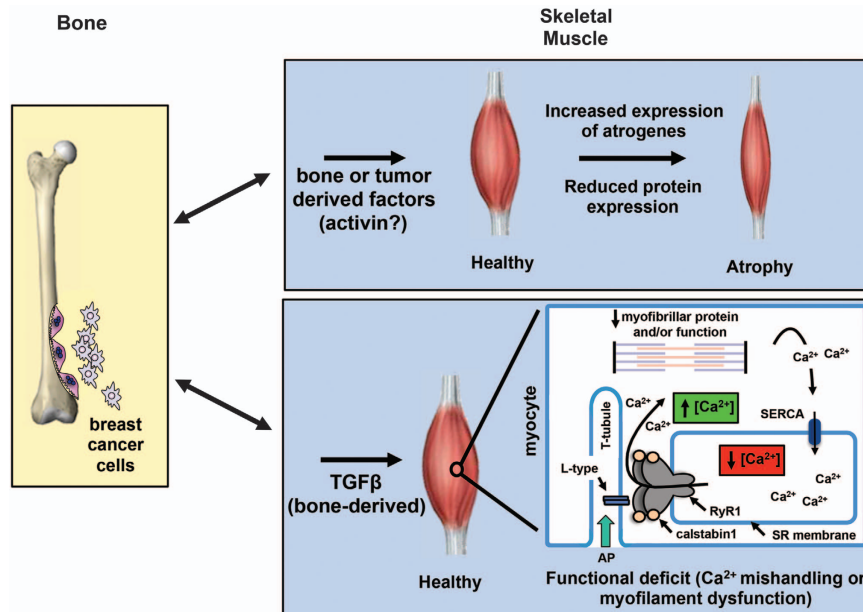 Bone
Skeletal
Muscle
breast
cancer
cells
bone or tumor
derived factors
(activin?)
Healthy
Increased expression
of atrogenes
Reduced protein
expression
Atrophy
TGFβ
(bone-derived)
Healthy
myocyte
myofibrillar protein
and/or function
Ca²⁺
Ca²⁺
Ca²⁺
Ca²⁺
[Ca²⁺]
T-tubule
SERCA
[Ca²⁺]
L-type
Ca²⁺
Ca²⁺
Ca²⁺
RyR1
calstabin1
SR membrane
AP
Functional deficit (Ca²⁺ mishandling or
myofilament dysfunction)